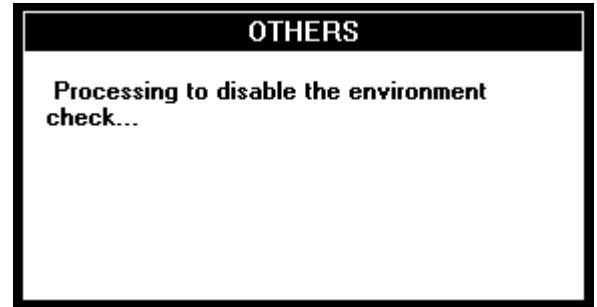 OTHERS
Processing to disable the environment
check...